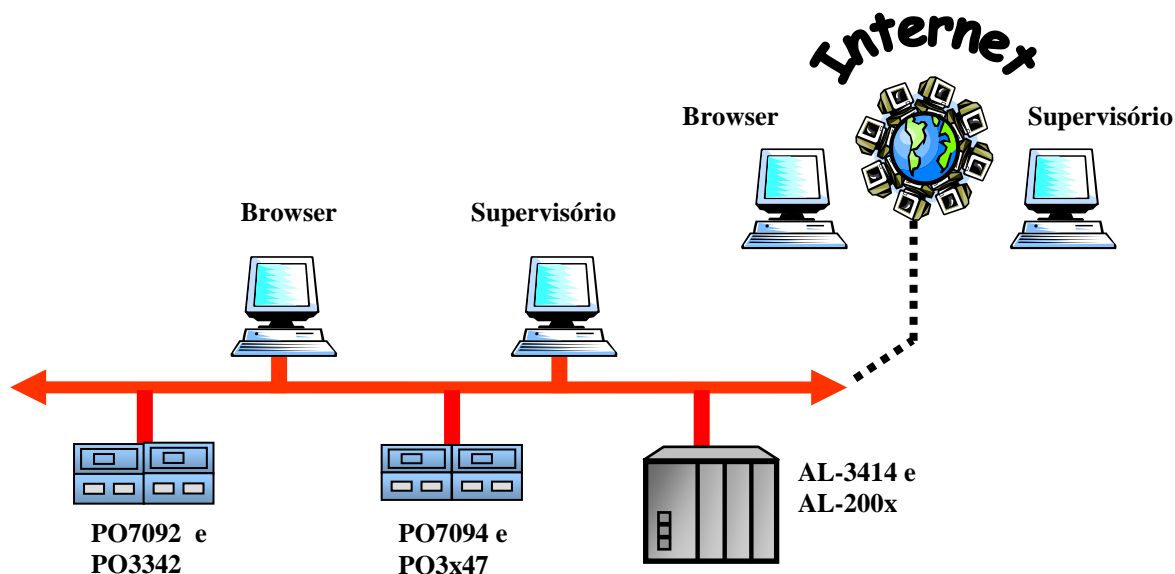 Internet
Browser
Supervisório
Browser
Supervisório
AL-3414 e
AL-200x
PO7092 e
PO3342
PO7094 e
PO3x47